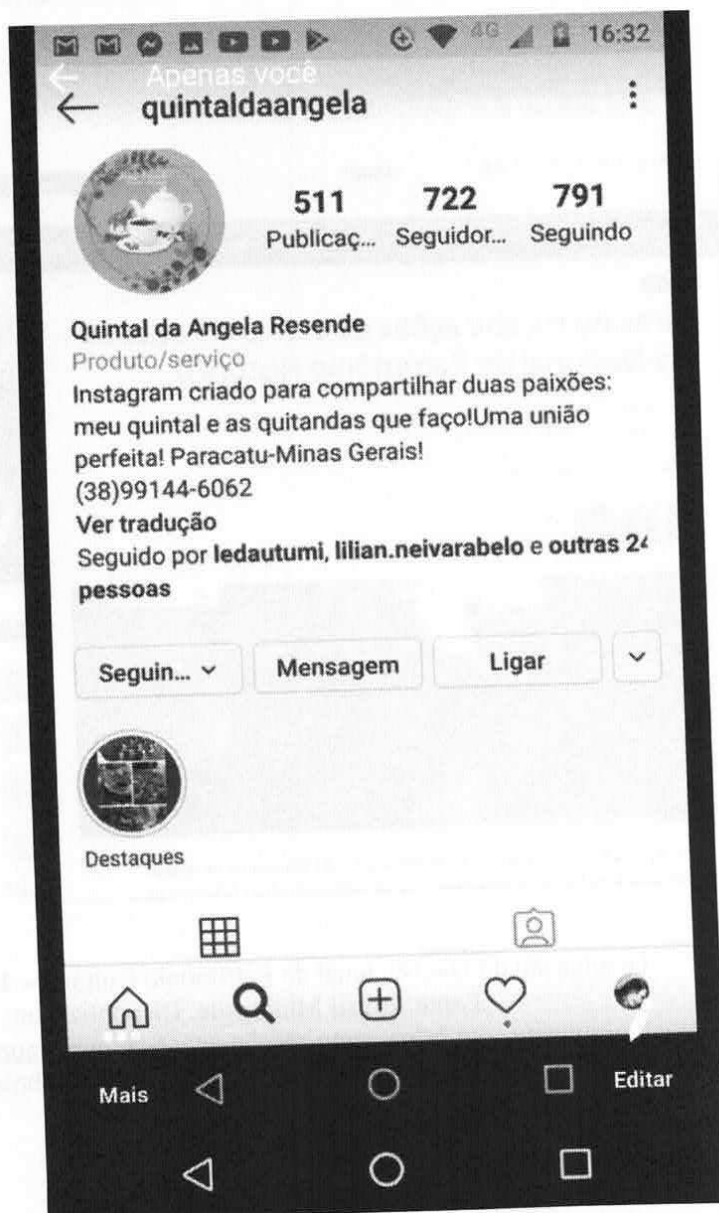 4G 16:32
Apenas você
quintaldaangela
511 722 791
Publicaç... Seguidor... Seguindo
Quintal da Angela Resende
Produto/serviço
Instagram criado para compartilhar duas paixões:
meu quintal e as quitandas que faço!Uma união
perfeita! Paracatu-Minas Gerais!
(38)99144-6062
Ver tradução
Seguido por ledautumi, lilian.neivarabelo e outras 24
pessoas
Seguin... Mensagem Ligar
Destaques
Mais Editar